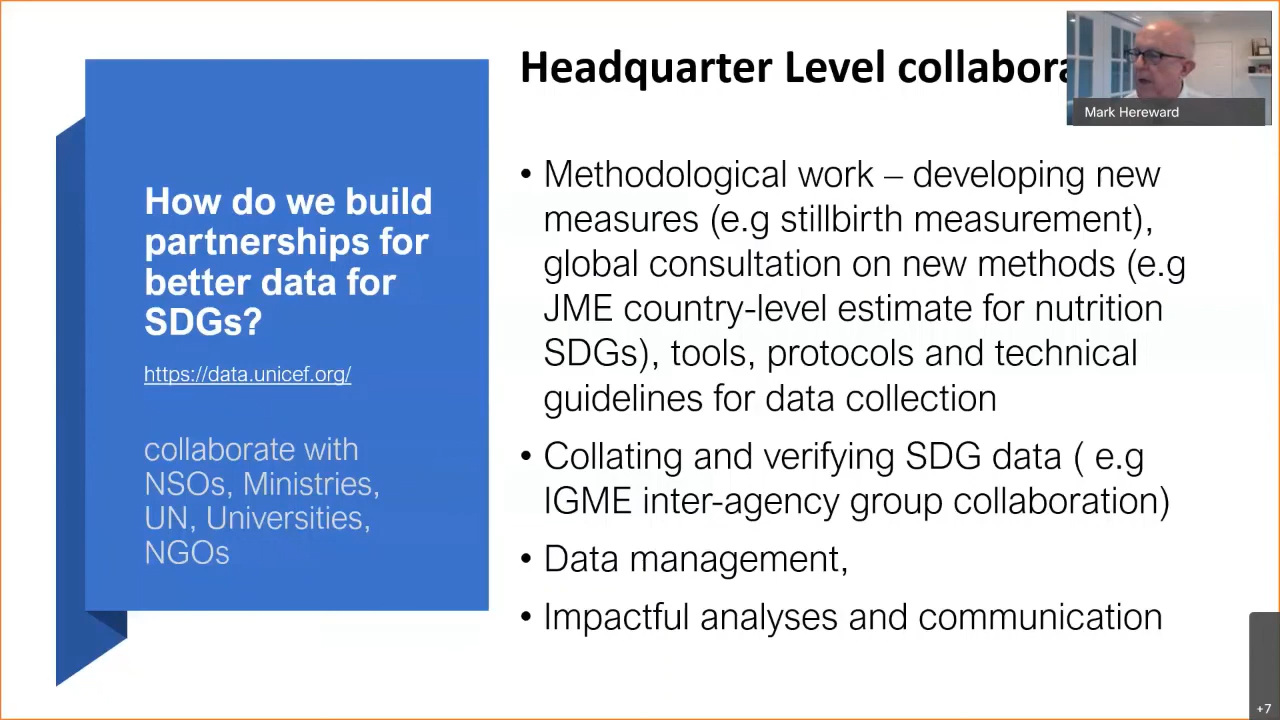 Headquarter Level collabora
Mark Hereward
How do we build
partnerships for
better data for
SDGs?
https://data.unicef.org/
collaborate with
NSOs, Ministries,
UN, Universities,
NGOs
• Methodological work – developing new
measures (e.g stillbirth measurement),
global consultation on new methods (e.g
JME country-level estimate for nutrition
SDGs), tools, protocols and technical
guidelines for data collection
• Collating and verifying SDG data ( e.g
IGME inter-agency group collaboration)
• Data management,
• Impactful analyses and communication
+7